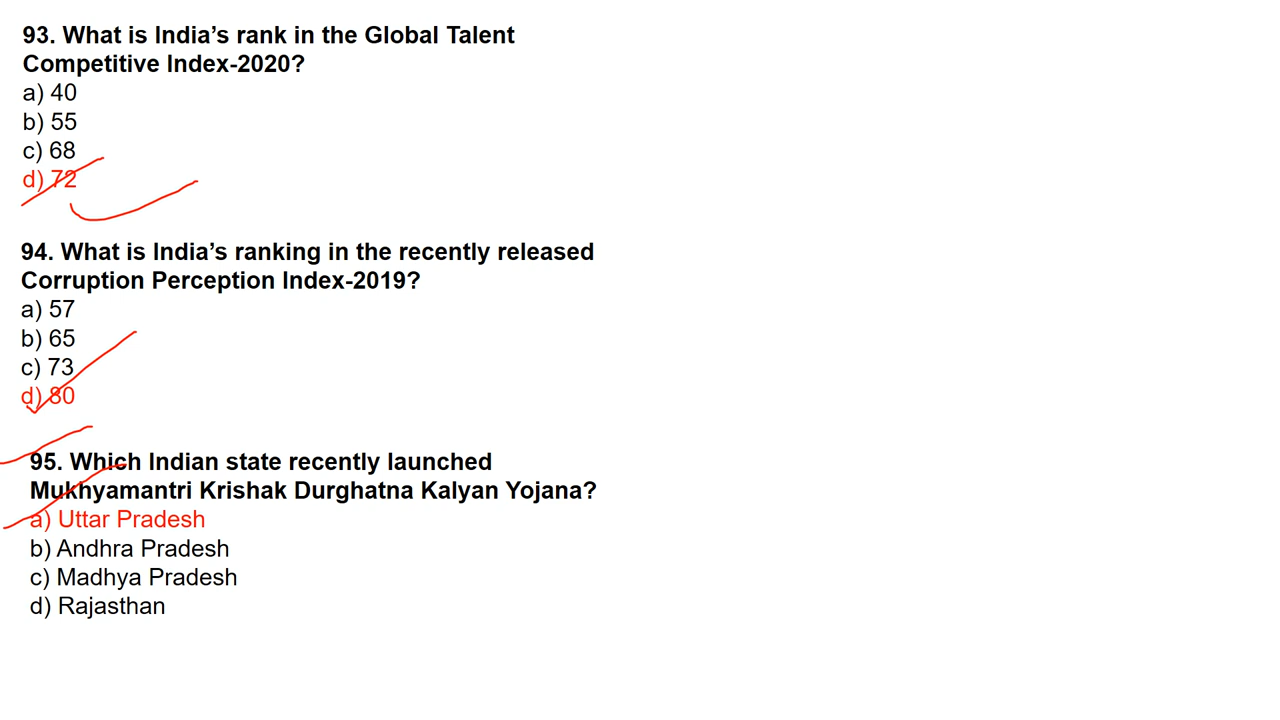 93. What is India’s rank in the Global Talent
Competitive Index-2020?
a) 40
b) 55
c) 68
d) 72
94. What is India’s ranking in the recently released
Corruption Perception Index-2019?
a) 57
b) 65
c) 73
d) 80
95. Which Indian state recently launched
Mukhyamantri Krishak Durghatna Kalyan Yojana?
a) Uttar Pradesh
b) Andhra Pradesh
c) Madhya Pradesh
d) Rajasthan